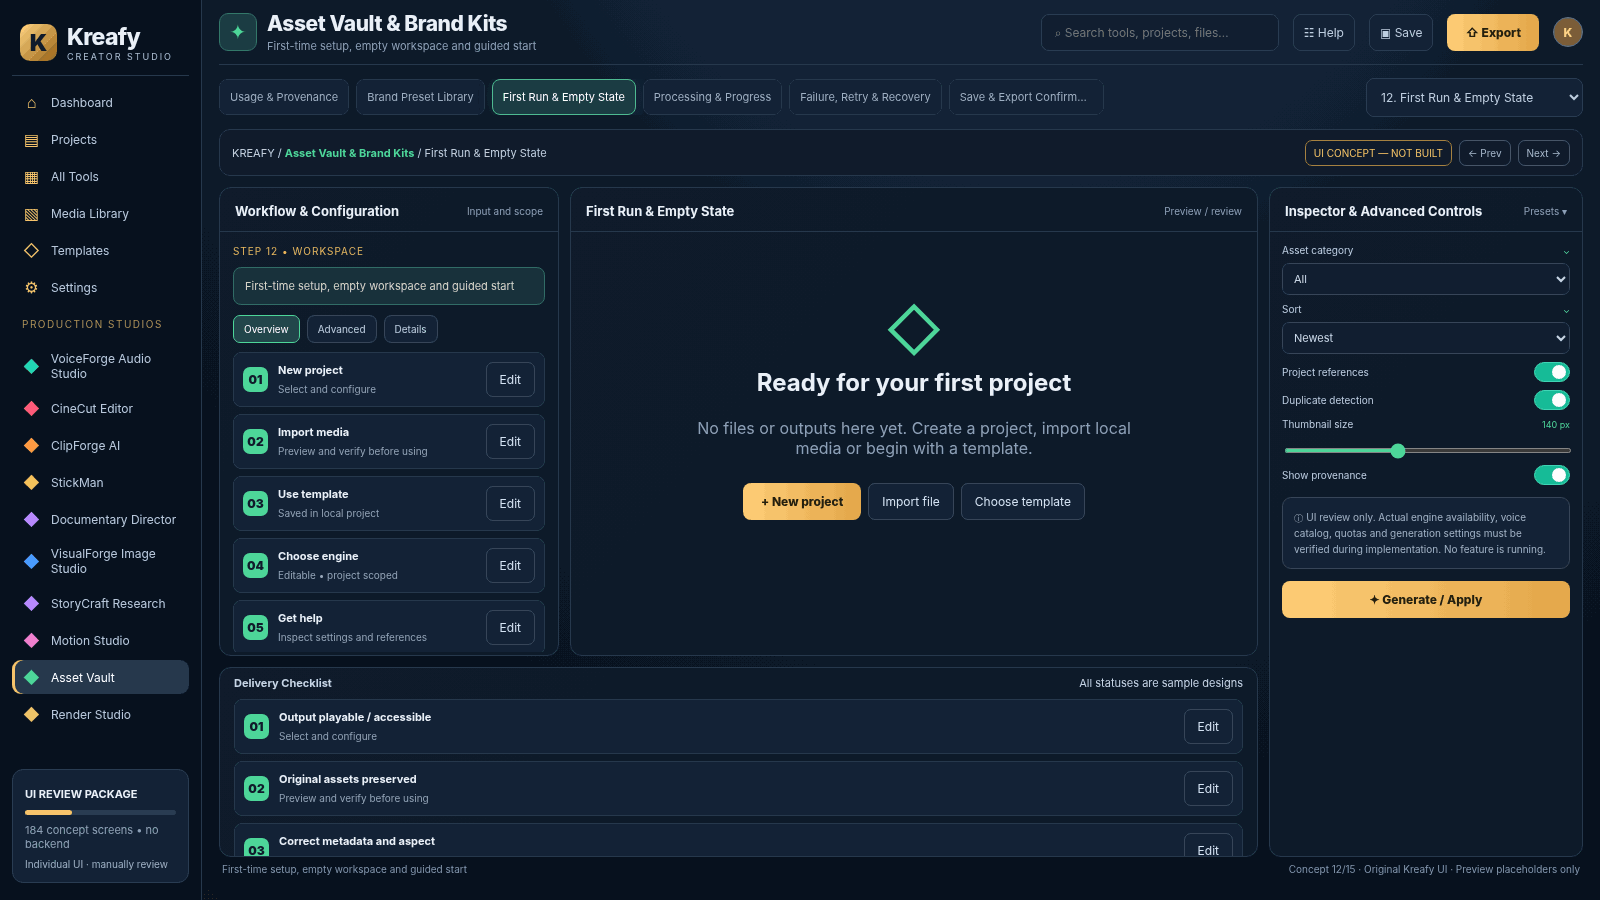 K
Kreafy
CREATOR STUDIO
Dashboard
Projects
All Tools
Media Library
Templates
Settings
PRODUCTION STUDIOS
VoiceForge Audio
Studio
CineCut Editor
ClipForge AI
StickMan
Documentary Director
VisualForge Image
Studio
StoryCraft Research
Motion Studio
Asset Vault
Render Studio
UI REVIEW PACKAGE
184 concept screens • no
backend
Individual UI · manually review
Asset Vault & Brand Kits
First-time setup, empty workspace and guided start
Search tools, projects, files...
Help
Save
Export
K
Usage & Provenance
Brand Preset Library
First Run & Empty State
Processing & Progress
Failure, Retry & Recovery
Save & Export Confirm...
12. First Run & Empty State
KREAFY / Asset Vault & Brand Kits / First Run & Empty State
UI CONCEPT — NOT BUILT
← Prev
Next →
Workflow & Configuration
Input and scope
STEP 12 • WORKSPACE
First-time setup, empty workspace and guided start
Overview
Advanced
Details
01
New project
Select and configure
Edit
02
Import media
Preview and verify before using
Edit
03
Use template
Saved in local project
Edit
04
Choose engine
Editable • project scoped
Edit
05
Get help
Inspect settings and references
Edit
First Run & Empty State
Preview / review
Ready for your first project
No files or outputs here yet. Create a project, import local
media or begin with a template.
+ New project
Import file
Choose template
Delivery Checklist
All statuses are sample designs
01
Output playable / accessible
Select and configure
Edit
02
Original assets preserved
Preview and verify before using
Edit
03
Correct metadata and aspect
Edit
Inspector & Advanced Controls
Presets ▾
Asset category
All
Sort
Newest
Project references
Duplicate detection
Thumbnail size
140 px
Show provenance
ⓘ UI review only. Actual engine availability, voice
catalog, quotas and generation settings must be
verified during implementation. No feature is running.
✦ Generate / Apply
First-time setup, empty workspace and guided start
Concept 12/15 · Original Kreafy UI · Preview placeholders only